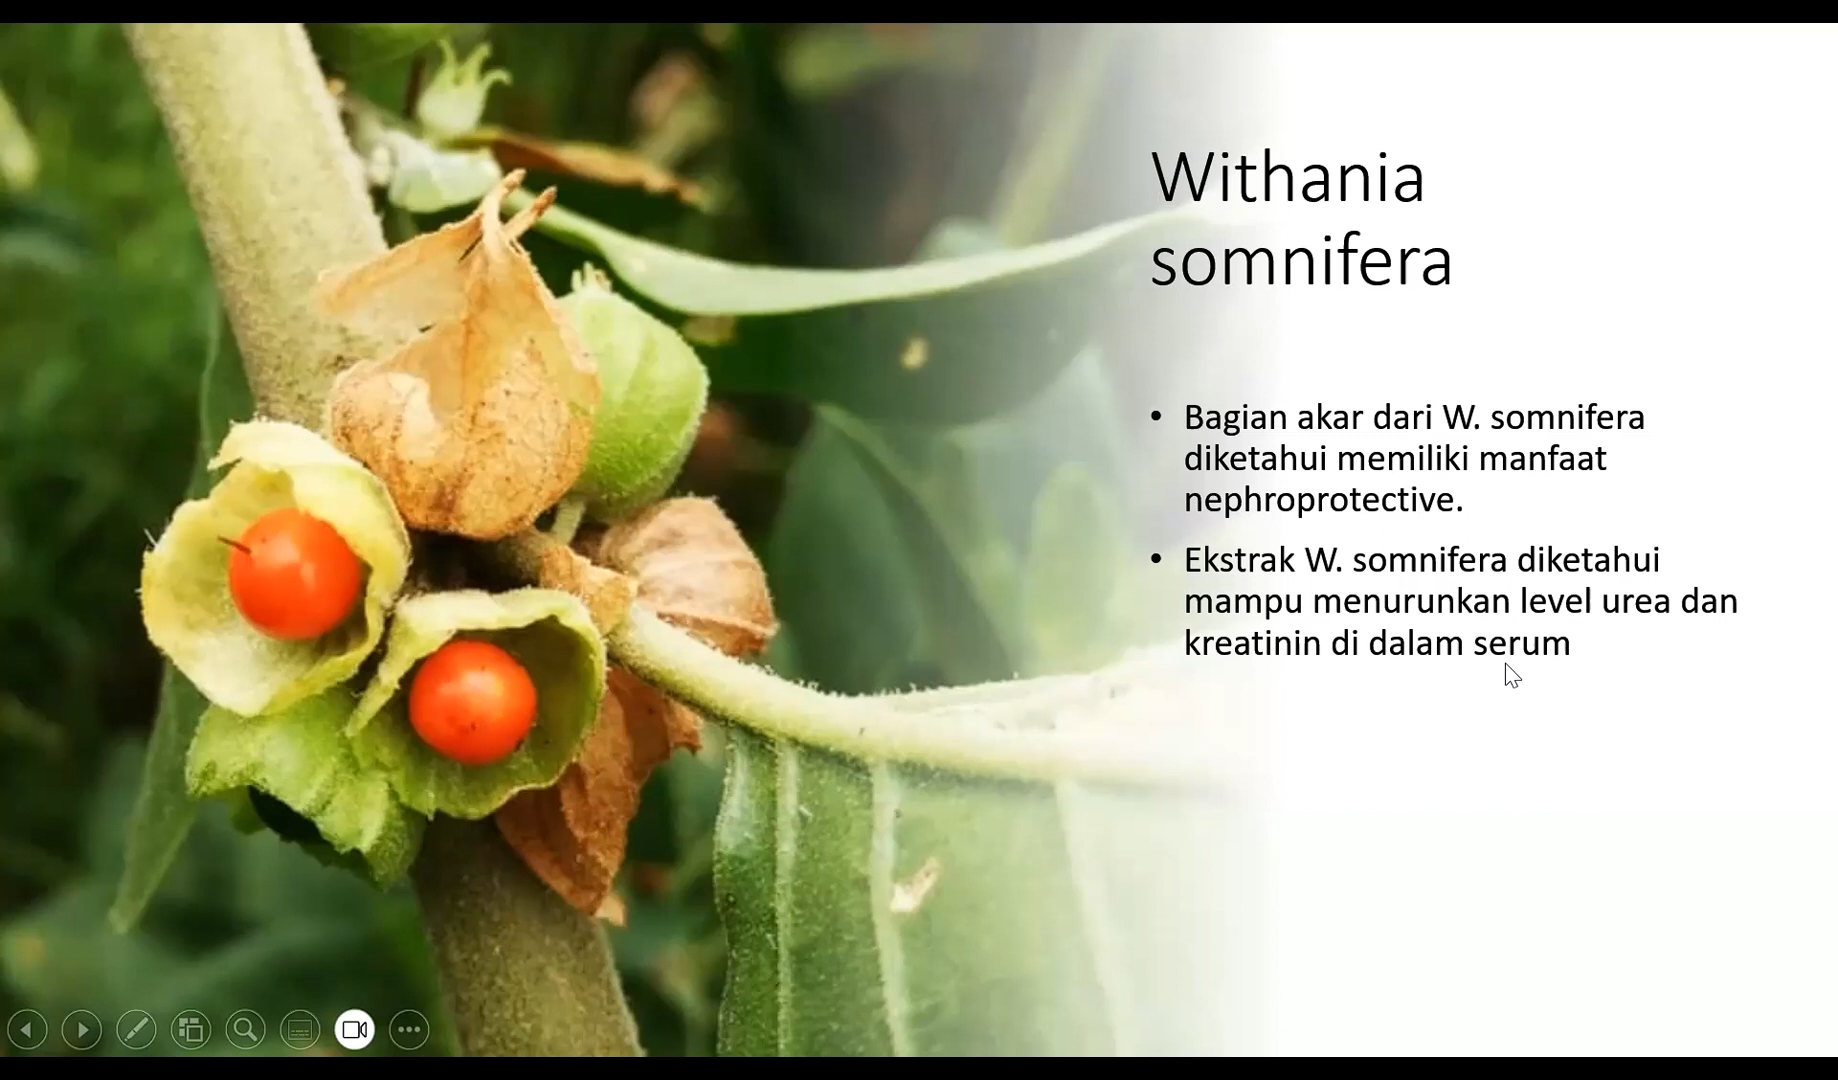 Withania
somnifera
• Bagian akar dari W. somnifera
diketahui memiliki manfaat
nephroprotective.
• Ekstrak W. somnifera diketahui
mampu menurunkan level urea dan
kreatinin di dalam serum